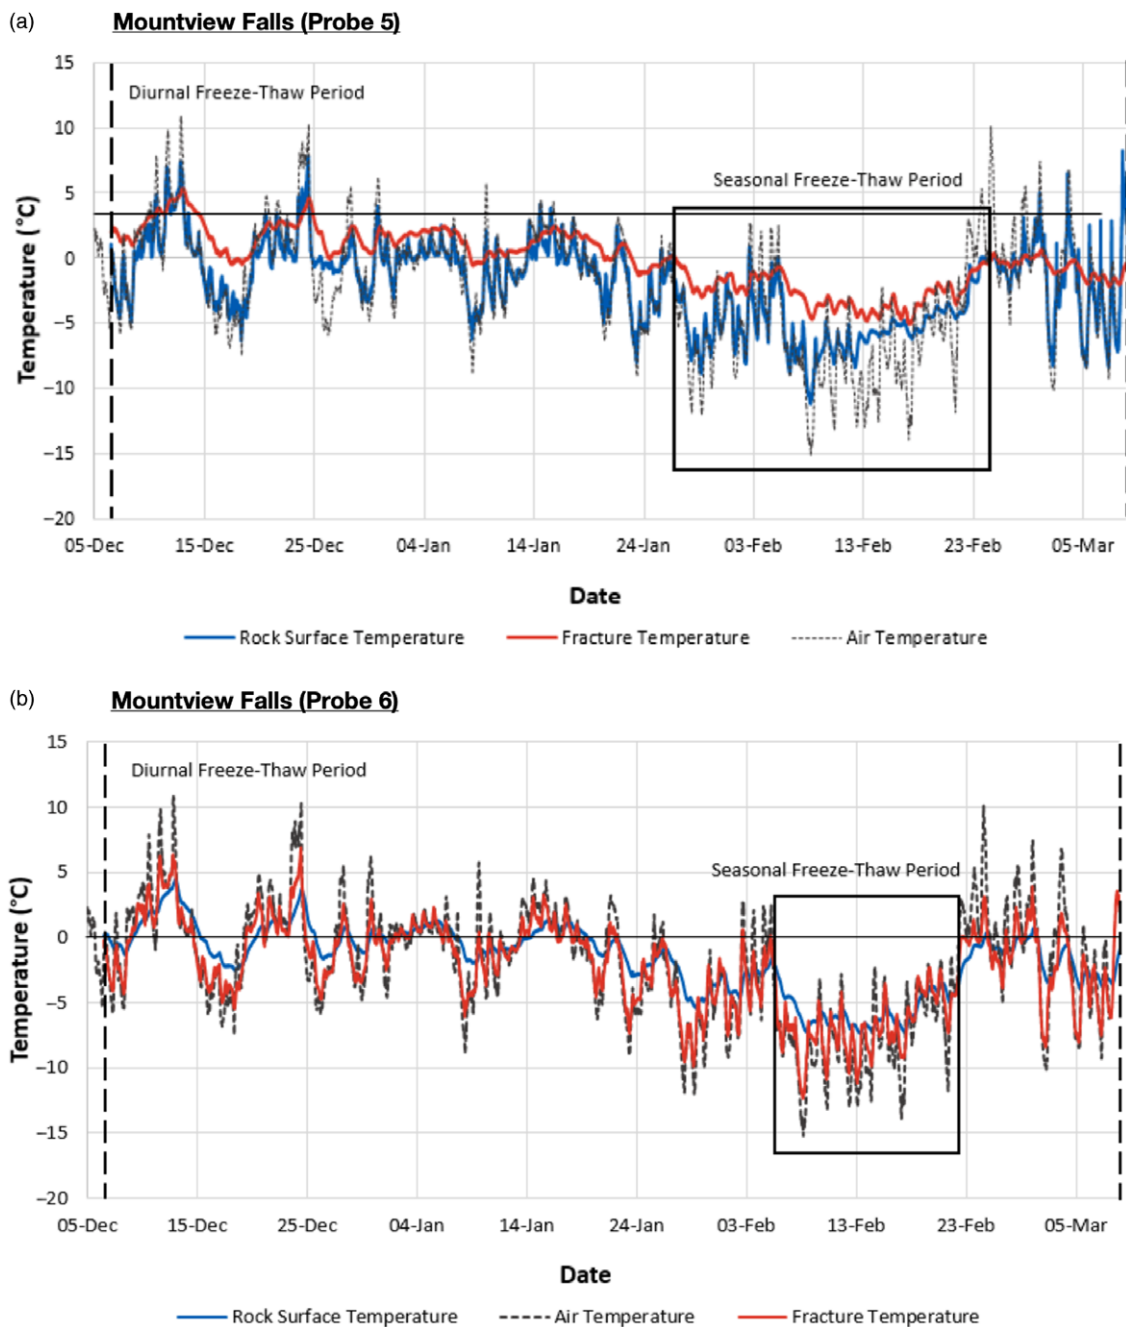 (a)
Mountview Falls (Probe 5)
15
10
5
0
−5
−10
−15
−20
Temperature (°C)
Diurnal Freeze-Thaw Period
Seasonal Freeze-Thaw Period
05-Dec 15-Dec 25-Dec 04-Jan 14-Jan 24-Jan 03-Feb 13-Feb 23-Feb 05-Mar
Date
Rock Surface Temperature Fracture Temperature Air Temperature
(b)
Mountview Falls (Probe 6)
15
10
5
0
−5
−10
−15
−20
Temperature (°C)
Diurnal Freeze-Thaw Period
Seasonal Freeze-Thaw Period
05-Dec 15-Dec 25-Dec 04-Jan 14-Jan 24-Jan 03-Feb 13-Feb 23-Feb 05-Mar
Date
Rock Surface Temperature Air Temperature Fracture Temperature